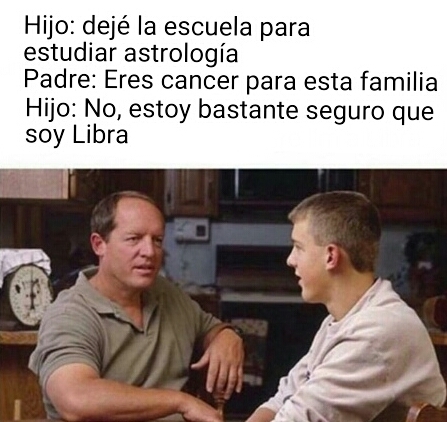 Hijo: dejé la escuela para
estudiar astrología
Padre: Eres cancer para esta familia
Hijo: No, estoy bastante seguro que
soy Libra